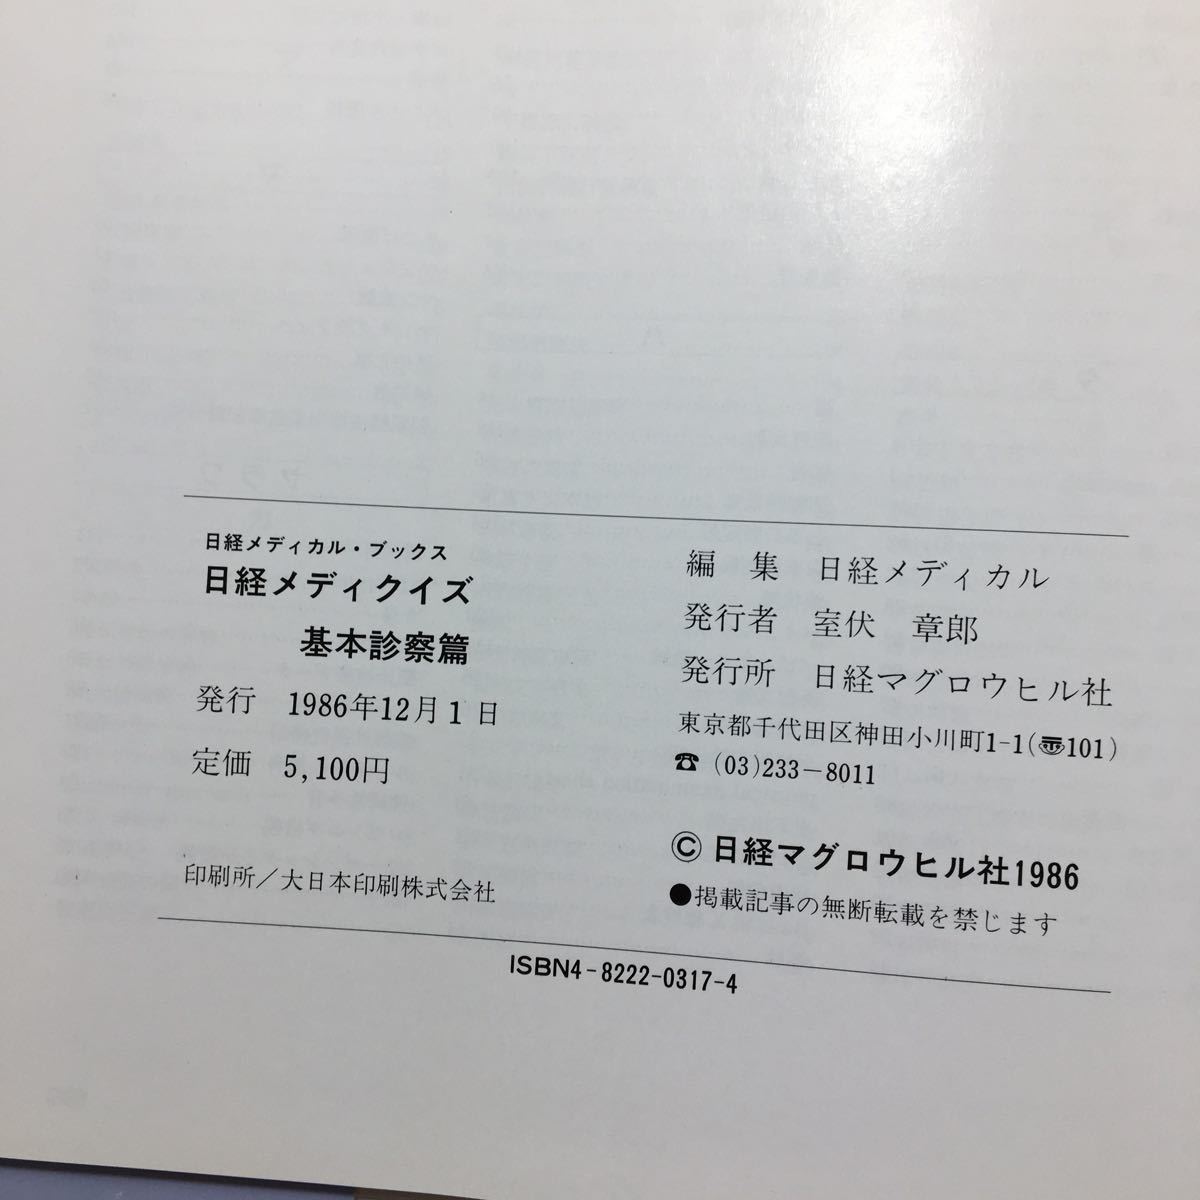 日経メディカル・ブックス
日経メディクイズ
基本診察篇
発行 1986年12月1日
定価 5,100円
印刷所/大日本印刷株式会社
編 集 日経メディカル
発行者 室伏 章郎
発行所 日経マグロウヒル社
東京都千代田区神田小川町1-1(〠101)
☎ (03)233-8011
©日経マグロウヒル社1986
●掲載記事の無断転載を禁じます
ISBN4-8222-0317-4